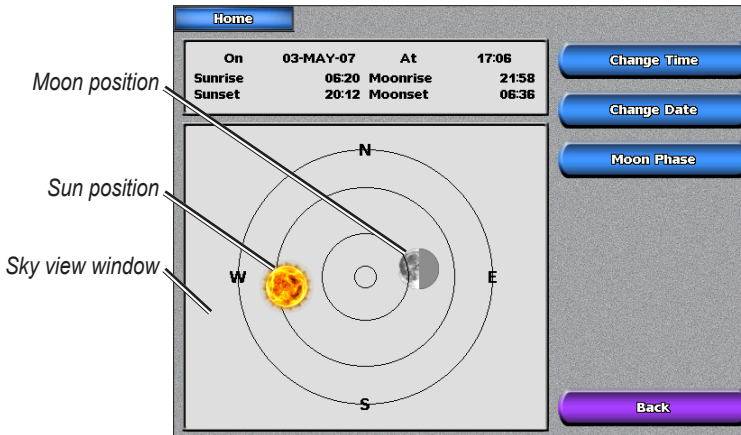 Home
On 03-MAY-07 At 17:06
Sunrise 06:20 Moonrise 21:58
Sunset 20:12 Moonset 06:36
Change Time
Change Date
Moon Phase
Moon position
Sun position
Sky view window
N
W
E
S
Back